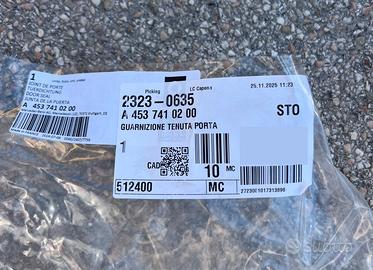 1
JOINT DE PORTE
TUERDICHTUNG
DOOR SEAL
JUNTA DE LA PUERTA
A 453 741 02 00
Picking
LC Capena
25.11.2025 11:23
2323-0635
A 453 741 02 00
STO
GUARNIZIONE TENUTA PORTA
1
CAD
10 MC
512400
MC